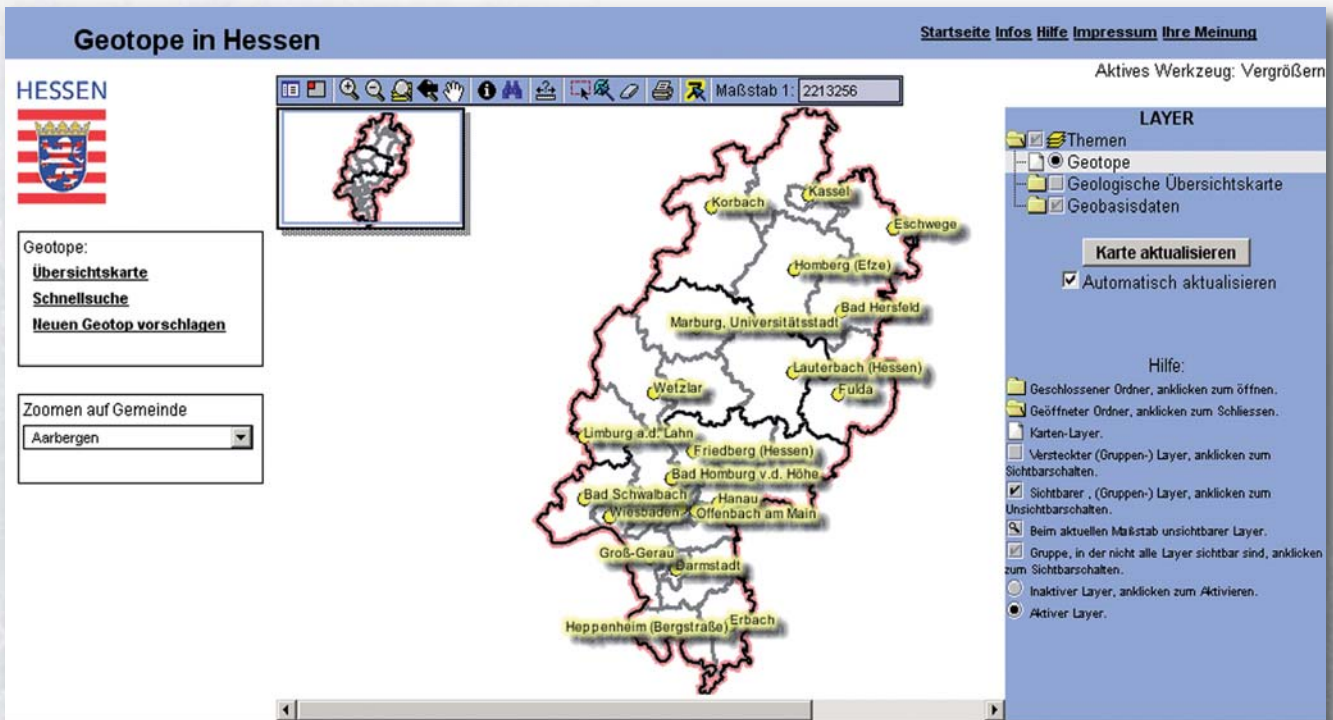 Geotope in Hessen
Startseite Infos Hilfe Impressum Ihre Meinung
Aktives Werkzeug: Vergrößern
HESSEN
Maßstab 1: 2213256
Geotope:
Übersichtskarte
Schnellsuche
Neuen Geotop vorschlagen
Zoomen auf Gemeinde
Aarbergen
Kassel
Korbach
Eschwege
Homberg (Efze)
Bad Hersfeld
Marburg, Universitätsstadt
Lauterbach (Hessen)
Wetzlar
Fulda
Limburg a.d. Lahn
Friedberg (Hessen)
Bad Homburg v.d. Höhe
Bad Schwalbach
Hanau
Wiesbaden
Offenbach am Main
Groß-Gerau
Darmstadt
Heppenheim (Bergstraße)
Erbach
LAYER
Themen
Geotope
Geologische Übersichtskarte
Geobasisdaten
Karte aktualisieren
Automatisch aktualisieren
Hilfe:
Geschlossener Ordner, anklicken zum öffnen.
Geöffneter Ordner, anklicken zum Schliessen.
Karten-Layer.
Versteckter (Gruppen-) Layer, anklicken zum
Sichtbarschalten.
Sichtbarer , (Gruppen-) Layer, anklicken zum
Unsichtbarschalten.
Beim aktuellen Maßstab unsichtbarer Layer.
Gruppe, in der nicht alle Layer sichtbar sind, anklicken
zum Sichtbarschalten.
Inaktiver Layer, anklicken zum Aktivieren.
Aktiver Layer.